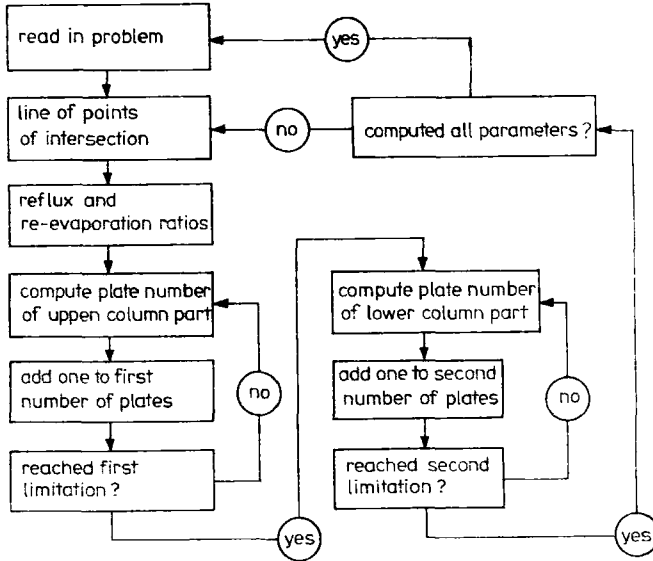 read in problem
yes
line of points
of intersection
no
computed all parameters ?
reflux and
re-evaporation ratios
compute plate number
of uppen column part
compute plate number
of lower column part
add one to first
number of plates
no
add one to second
number of plates
no
reached first
limitation ?
reached second
limitation ?
yes
yes